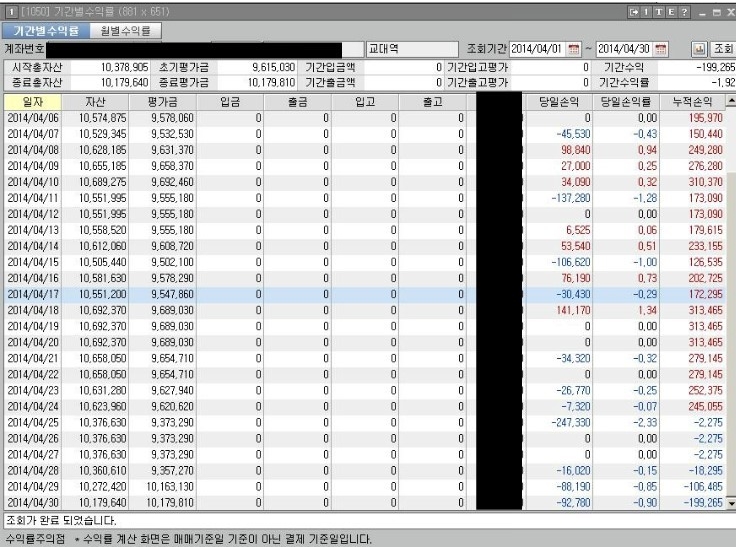 [1050] 기간별수익률 (881 x 651) I T E ?
기간별수익률 월별수익률
계좌번호 교대역 조회기간 2014/04/01 ~ 2014/04/30 조회
시작총자산 10,378,905 초기평가금 9,615,030 기간입금액 0 기간입고평가 0 기간수익 -199,265
종료총자산 10,179,640 종료평가금 10,179,810 기간출금액 0 기간출고평가 0 기간수익률 -1,92
일자 자산 평가금 입금 출금 입고 출고 당일손익 당일손익률 누적손익
2014/04/06 10,574,875 9,578,060 0 0 0 0 0 0,00 195,970
2014/04/07 10,529,345 9,532,530 0 0 0 0 -45,530 -0,43 150,440
2014/04/08 10,628,185 9,631,370 0 0 0 0 98,840 0,94 249,280
2014/04/09 10,655,185 9,658,370 0 0 0 0 27,000 0,25 276,280
2014/04/10 10,689,275 9,692,460 0 0 0 0 34,090 0,32 310,370
2014/04/11 10,551,995 9,555,180 0 0 0 0 -137,280 -1,28 173,090
2014/04/12 10,551,995 9,555,180 0 0 0 0 0 0,00 173,090
2014/04/13 10,558,520 9,555,180 0 0 0 0 6,525 0,06 179,615
2014/04/14 10,612,060 9,608,720 0 0 0 0 53,540 0,51 233,155
2014/04/15 10,505,440 9,502,100 0 0 0 0 -106,620 -1,00 126,535
2014/04/16 10,581,630 9,578,290 0 0 0 0 76,190 0,73 202,725
2014/04/17 10,551,200 9,547,860 0 0 0 0 -30,430 -0,29 172,295
2014/04/18 10,692,370 9,689,030 0 0 0 0 141,170 1,34 313,465
2014/04/19 10,692,370 9,689,030 0 0 0 0 0 0,00 313,465
2014/04/20 10,692,370 9,689,030 0 0 0 0 0 0,00 313,465
2014/04/21 10,658,050 9,654,710 0 0 0 0 -34,320 -0,32 279,145
2014/04/22 10,658,050 9,654,710 0 0 0 0 0 0,00 279,145
2014/04/23 10,631,280 9,627,940 0 0 0 0 -26,770 -0,25 252,375
2014/04/24 10,623,960 9,620,620 0 0 0 0 -7,320 -0,07 245,055
2014/04/25 10,376,630 9,373,290 0 0 0 0 -247,330 -2,33 -2,275
2014/04/26 10,376,630 9,373,290 0 0 0 0 0 0,00 -2,275
2014/04/27 10,376,630 9,373,290 0 0 0 0 0 0,00 -2,275
2014/04/28 10,360,610 9,357,270 0 0 0 0 -16,020 -0,15 -18,295
2014/04/29 10,272,420 10,163,130 0 0 0 0 -88,190 -0,85 -106,485
2014/04/30 10,179,640 10,179,810 0 0 0 0 -92,780 -0,90 -199,265
조회가 완료 되었습니다.
수익률주의점 * 수익률 계산 화면은 매매기준일 기준이 아닌 결제 기준일입니다.